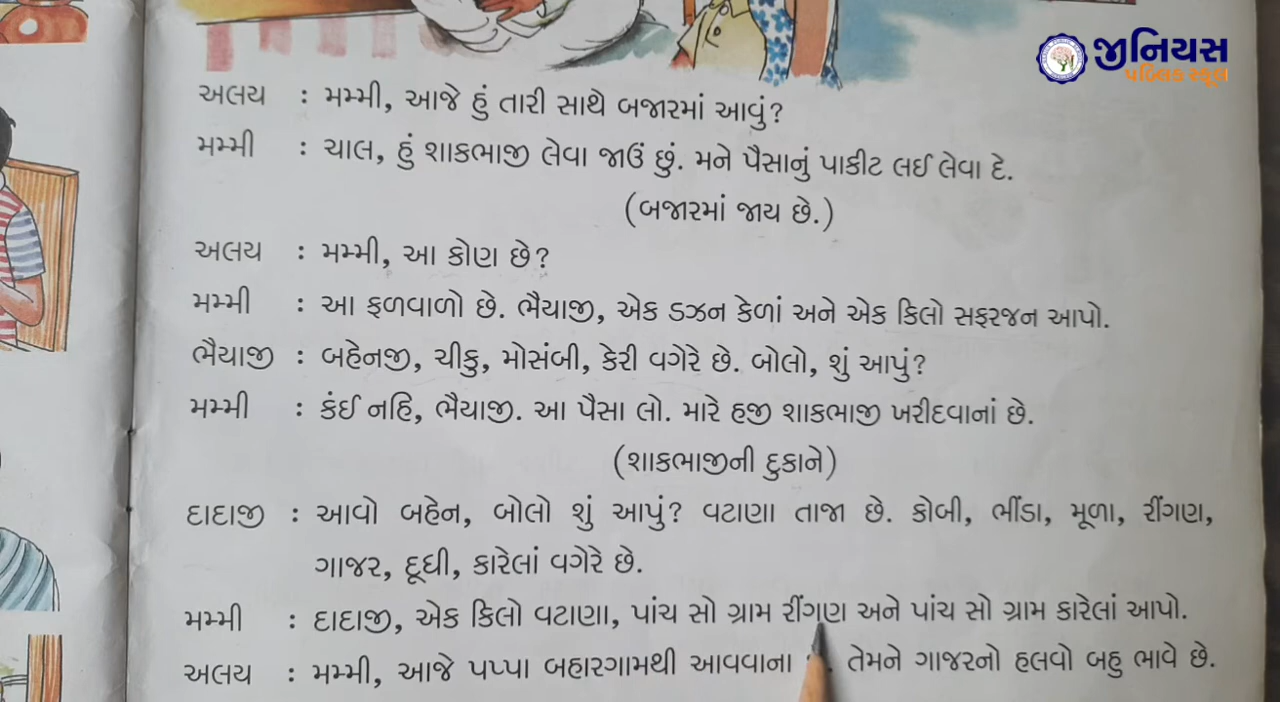 જીનિયસ
પબ્લિક સ્કૂલ
અલય : મમ્મી, આજે હું તારી સાથે બજારમાં આવું?
મમ્મી : ચાલ, હું શાકભાજી લેવા જાઉં છું. મને પૈસાનું પાકીટ લઈ લેવા દે.
(બજારમાં જાય છે.)
અલય : મમ્મી, આ કોણ છે?
મમ્મી : આ ફળવાળો છે. ભૈયાજી, એક ડઝન કેળાં અને એક કિલો સફરજન આપો.
ભૈયાજી : બહેનજી, ચીકુ, મોસંબી, કેરી વગેરે છે. બોલો, શું આપું?
મમ્મી : કંઈ નહિ, ભૈયાજી. આ પૈસા લો. મારે હજી શાકભાજી ખરીદવાનાં છે.
(શાકભાજીની દુકાને)
દાદાજી : આવો બહેન, બોલો શું આપું? વટાણા તાજા છે. કોબી, ભીંડા, મૂળા, રીંગણ,
ગાજર, દૂધી, કારેલાં વગેરે છે.
મમ્મી : દાદાજી, એક કિલો વટાણા, પાંચ સો ગ્રામ રીંગણ અને પાંચ સો ગ્રામ કારેલાં આપો.
અલય : મમ્મી, આજે પપ્પા બહારગામથી આવવાના તેમને ગાજરનો હલવો બહુ ભાવે છે.